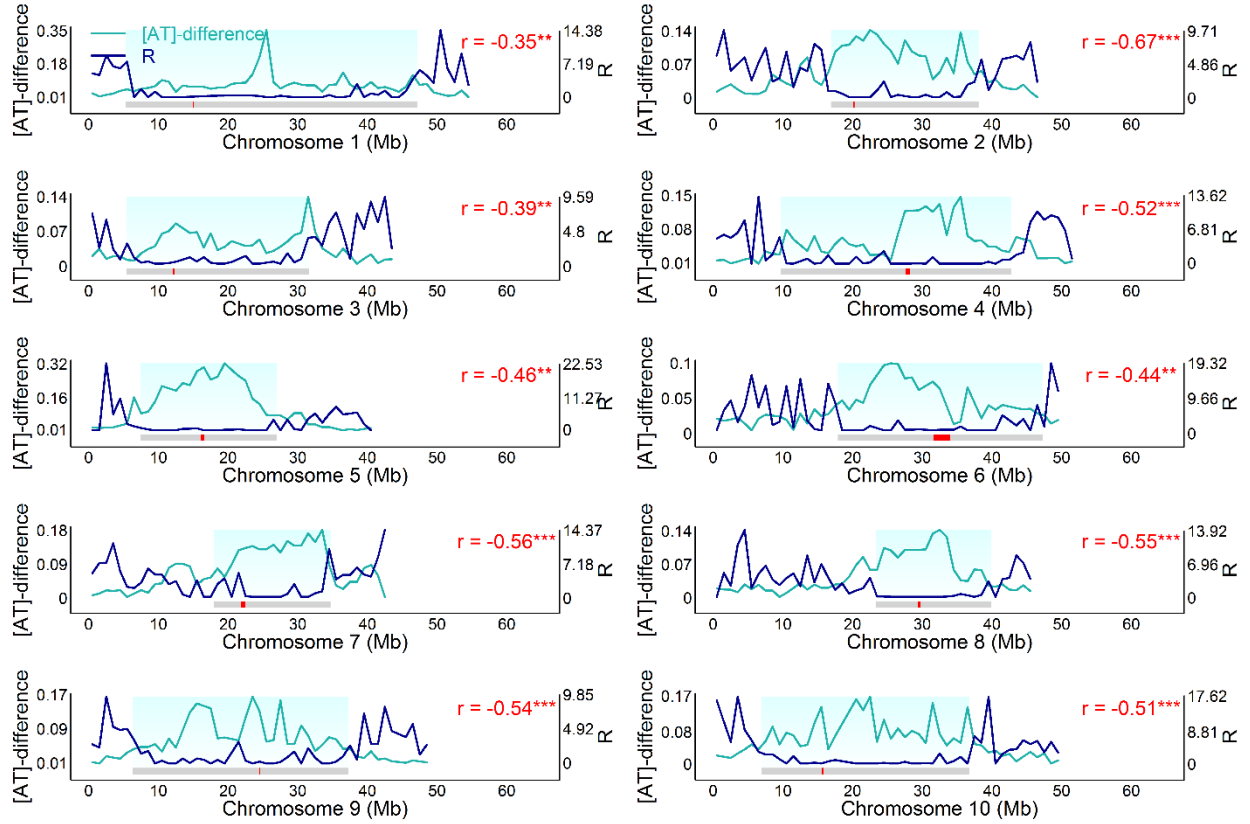 [AT]-difference
0.35
0.18
0.01
[AT]-difference
R
r = -0.35**
14.38
7.19
0
R
0 10 20 30 40 50 60
Chromosome 1 (Mb)
[AT]-difference
0.14
0.07
0
r = -0.67***
9.71
4.86
0
R
0 10 20 30 40 50 60
Chromosome 2 (Mb)
[AT]-difference
0.14
0.07
0
r = -0.39**
9.59
4.8
0
R
0 10 20 30 40 50 60
Chromosome 3 (Mb)
[AT]-difference
0.15
0.08
0.01
r = -0.52***
13.62
6.81
0
R
0 10 20 30 40 50 60
Chromosome 4 (Mb)
[AT]-difference
0.32
0.16
0.01
r = -0.46**
22.53
11.27
0
R
0 10 20 30 40 50 60
Chromosome 5 (Mb)
[AT]-difference
0.1
0.05
0
r = -0.44**
19.32
9.66
0
R
0 10 20 30 40 50 60
Chromosome 6 (Mb)
[AT]-difference
0.18
0.09
0
r = -0.56***
14.37
7.18
0
R
0 10 20 30 40 50 60
Chromosome 7 (Mb)
[AT]-difference
0.14
0.07
0
r = -0.55***
13.92
6.96
0
R
0 10 20 30 40 50 60
Chromosome 8 (Mb)
[AT]-difference
0.17
0.09
0.01
r = -0.54***
9.85
4.92
0
R
0 10 20 30 40 50 60
Chromosome 9 (Mb)
[AT]-difference
0.17
0.08
0
r = -0.51***
17.62
8.81
0
R
0 10 20 30 40 50 60
Chromosome 10 (Mb)